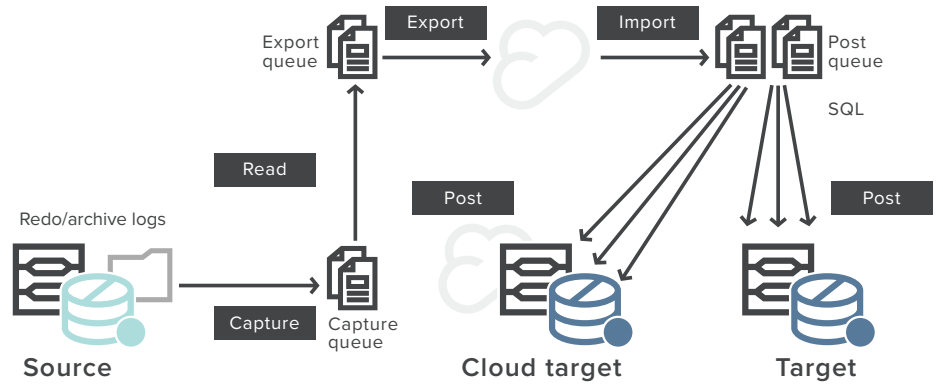 Export
Import
Export
queue
Post
queue
SQL
Read
Post
Post
Redo/archive logs
Capture
Capture
queue
Source
Cloud target
Target